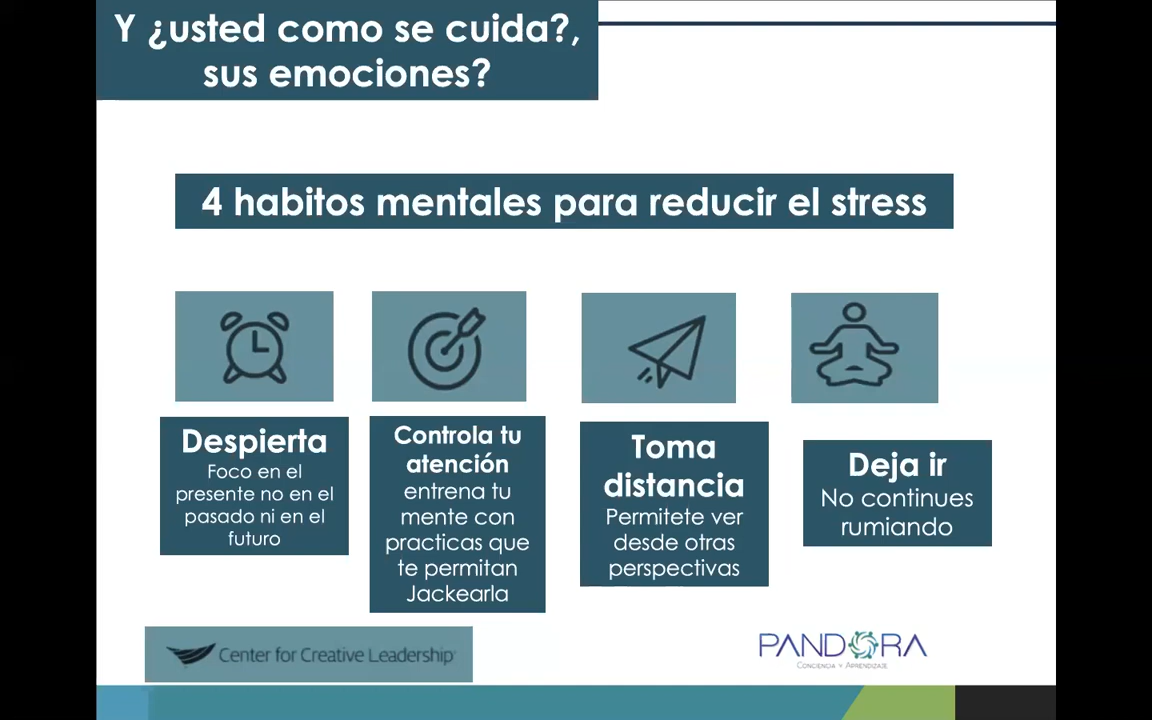 Y ¿usted como se cuida?,
sus emociones?
4 habitos mentales para reducir el stress
Despierta
Foco en el
presente no en el
pasado ni en el
futuro
Controla tu
atención
entrena tu
mente con
practicas que
te permitan
Jackearla
Toma
distancia
Permitete ver
desde otras
perspectivas
Deja ir
No continues
rumiando
Center for Creative Leadership
PANDORA
CONCIENCIA Y APRENDIZAJE